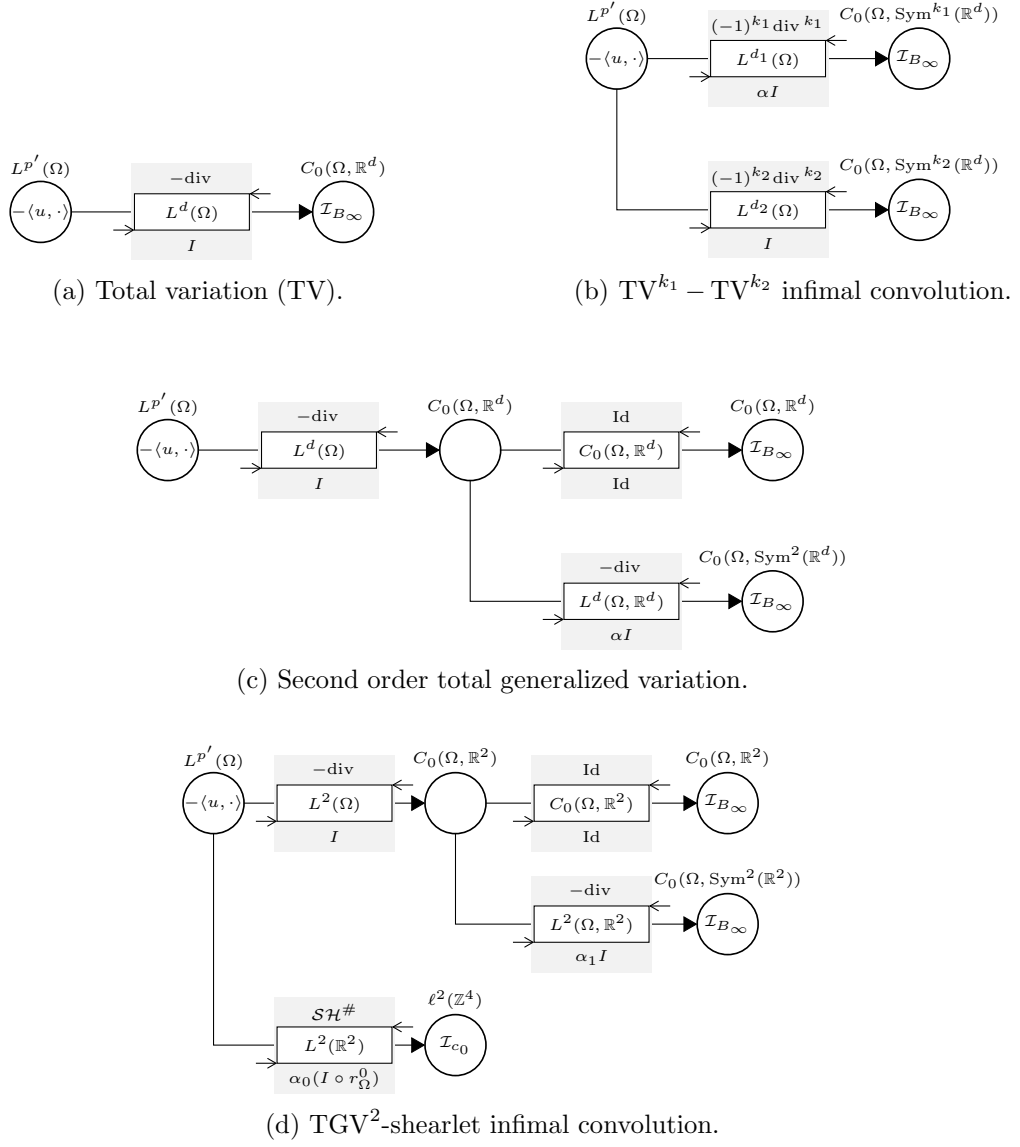 L^{p'}(Ω)
−⟨u, ·⟩
−div
L^d(Ω)
I
C_0(Ω, ℝ^d)
𝓘_{B_∞}
(a) Total variation (TV).
L^{p'}(Ω)
−⟨u, ·⟩
(−1)^{k_1} div^{k_1}
L^{d_1}(Ω)
αI
C_0(Ω, Sym^{k_1}(ℝ^d))
𝓘_{B_∞}
(−1)^{k_2} div^{k_2}
L^{d_2}(Ω)
I
C_0(Ω, Sym^{k_2}(ℝ^d))
𝓘_{B_∞}
(b) TV^{k_1} − TV^{k_2} infimal convolution.
L^{p'}(Ω)
−⟨u, ·⟩
−div
L^d(Ω)
I
C_0(Ω, ℝ^d)
Id
C_0(Ω, ℝ^d)
Id
C_0(Ω, ℝ^d)
𝓘_{B_∞}
−div
L^d(Ω, ℝ^d)
αI
C_0(Ω, Sym^2(ℝ^d))
𝓘_{B_∞}
(c) Second order total generalized variation.
L^{p'}(Ω)
−⟨u, ·⟩
−div
L^2(Ω)
I
C_0(Ω, ℝ^2)
Id
C_0(Ω, ℝ^2)
Id
C_0(Ω, ℝ^2)
𝓘_{B_∞}
−div
L^2(Ω, ℝ^2)
α_1 I
C_0(Ω, Sym^2(ℝ^2))
𝓘_{B_∞}
𝒮ℋ^#
L^2(ℝ^2)
α_0(I ∘ r_Ω^0)
ℓ^2(ℤ^4)
𝓘_{c_0}
(d) TGV^2-shearlet infimal convolution.